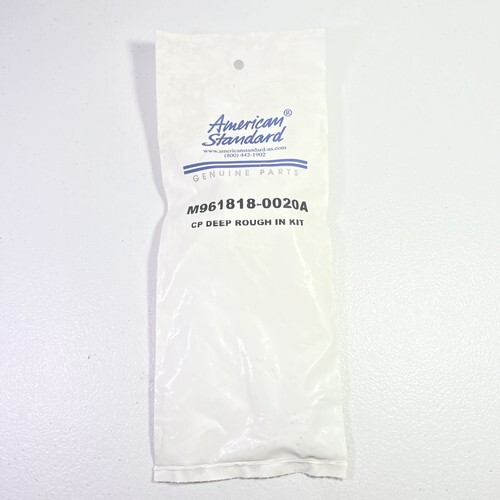 American®
Standard
www.americanstandard-us.com
(800) 442-1902
GENUINE PARTS
M961818-0020A
CP DEEP ROUGH IN KIT